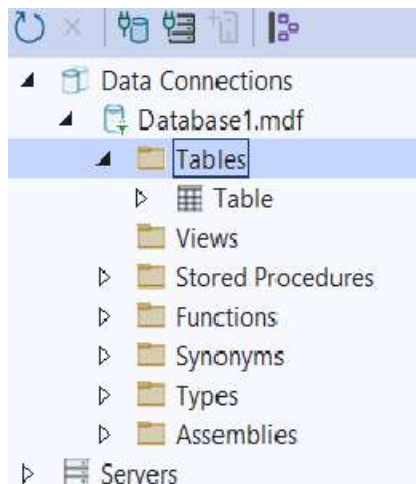 Data Connections
Database1.mdf
Tables
Table
Views
Stored Procedures
Functions
Synonyms
Types
Assemblies
Servers